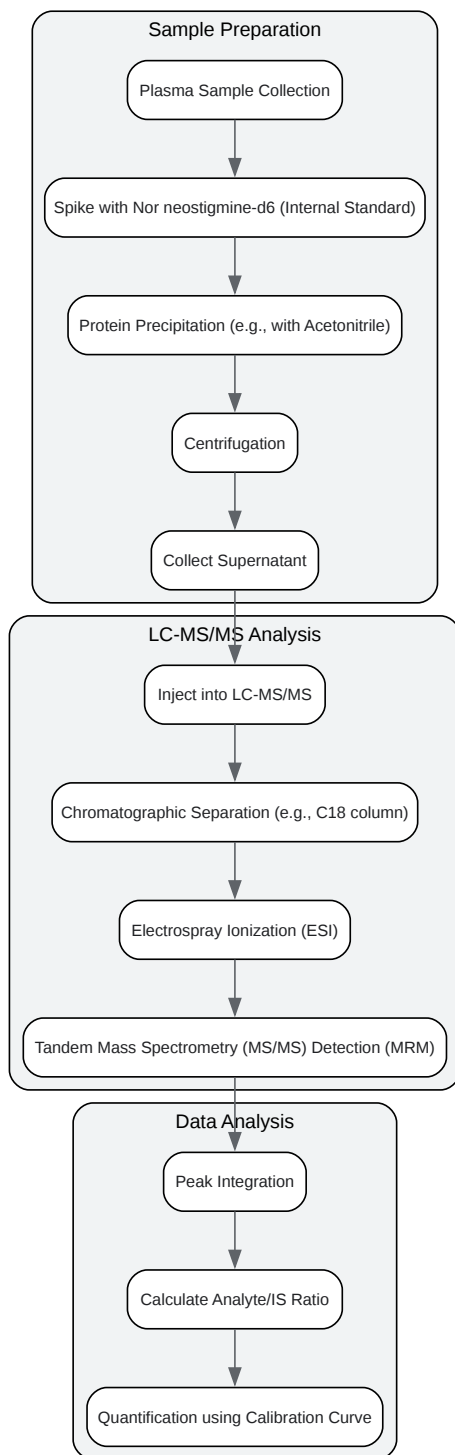 Sample Preparation
Plasma Sample Collection
Spike with Nor neostigmine-d6 (Internal Standard)
Protein Precipitation (e.g., with Acetonitrile)
Centrifugation
Collect Supernatant
LC-MS/MS Analysis
Inject into LC-MS/MS
Chromatographic Separation (e.g., C18 column)
Electrospray Ionization (ESI)
Tandem Mass Spectrometry (MS/MS) Detection (MRM)
Data Analysis
Peak Integration
Calculate Analyte/IS Ratio
Quantification using Calibration Curve